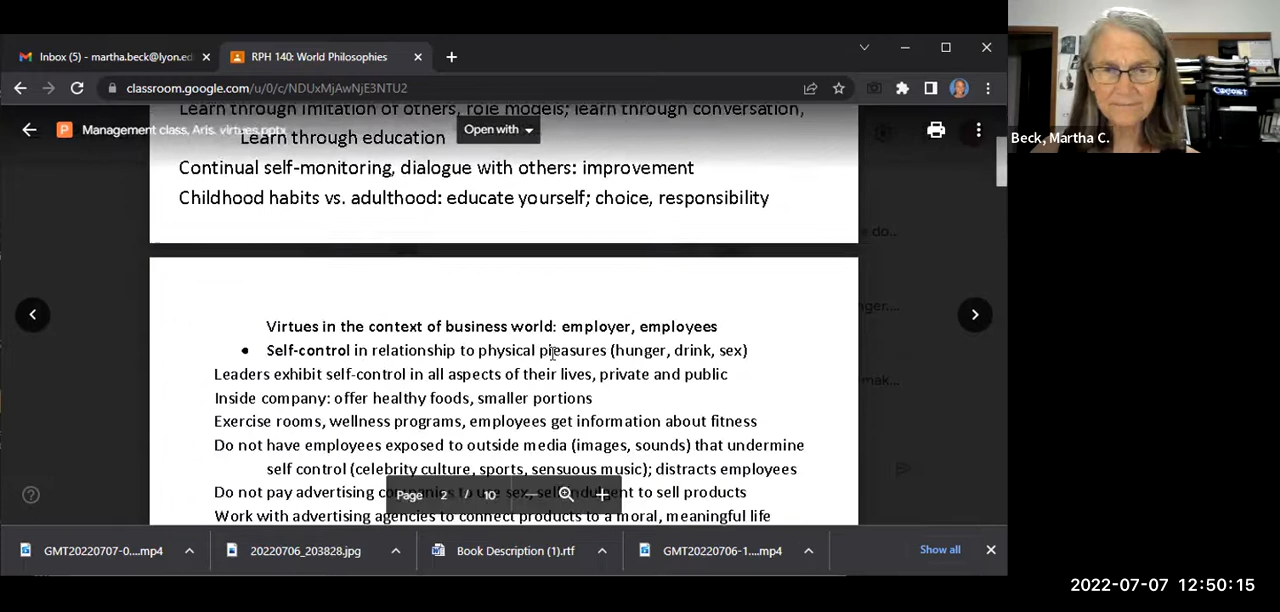 Inbox (5) - martha.beck@lyon.ed
RPH 140: World Philosophies
classroom.google.com/u/0/c/NDUxMjAwNjE3NTU2
Learn through imitation of others, role models; learn through conversation,
Management class, Aris. virtues.pptx
Open with
Learn through education
Continual self-monitoring, dialogue with others: improvement
Childhood habits vs. adulthood: educate yourself; choice, responsibility
e do...
Virtues in the context of business world: employer, employees
• Self-control in relationship to physical pleasures (hunger, drink, sex)
Leaders exhibit self-control in all aspects of their lives, private and public
Inside company: offer healthy foods, smaller portions
Exercise rooms, wellness programs, employees get information about fitness
Do not have employees exposed to outside media (images, sounds) that undermine
self control (celebrity culture, sports, sensuous music); distracts employees
Do not pay advertising companies to use sex, self indulgent to sell products
Page 2 / 10
Work with advertising agencies to connect products to a moral, meaningful life
GMT20220707-0....mp4
20220706_203828.jpg
Book Description (1).rtf
GMT20220706-1....mp4
Show all
Beck, Martha C.
2022-07-07 12:50:15